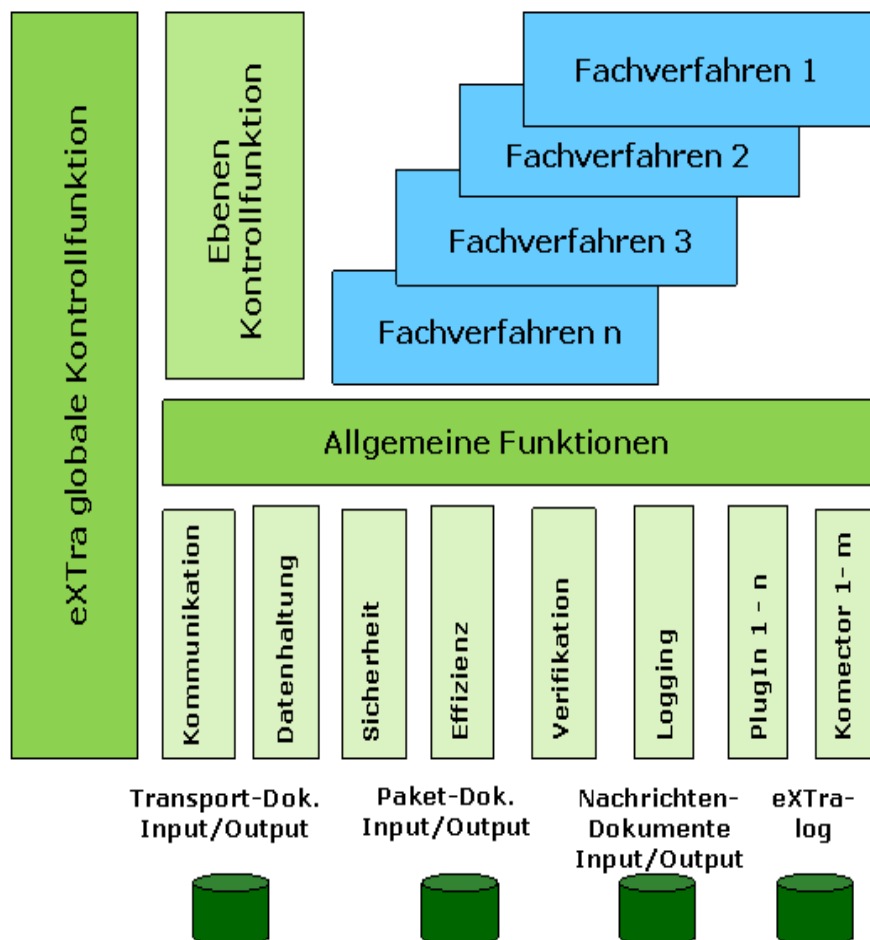 eXTra globale Kontrollfunktion
Ebenen
Kontrollfunktion
Fachverfahren 1
Fachverfahren 2
Fachverfahren 3
Fachverfahren n
Allgemeine Funktionen
Kommunikation
Datenhaltung
Sicherheit
Effizienz
Verifikation
Logging
PlugIn 1 - n
Komector 1- m
Transport-Dok.
Input/Output
Paket-Dok.
Input/Output
Nachrichten-
Dokumente
Input/Output
eXTra-
log